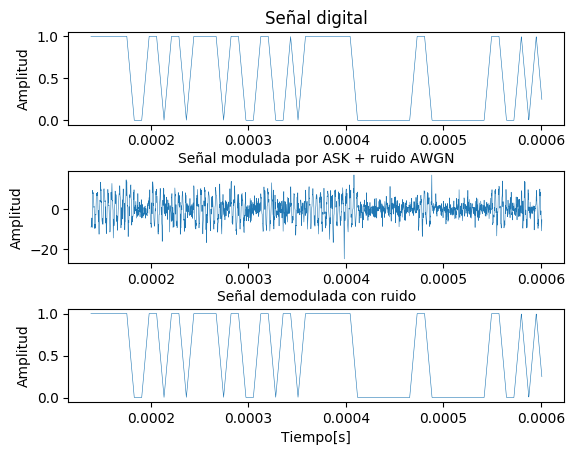 Señal digital
Amplitud
1.0
0.5
0.0
0.0002 0.0003 0.0004 0.0005 0.0006
Señal modulada por ASK + ruido AWGN
Amplitud
0
−20
0.0002 0.0003 0.0004 0.0005 0.0006
Señal demodulada con ruido
Amplitud
1.0
0.5
0.0
0.0002 0.0003 0.0004 0.0005 0.0006
Tiempo[s]